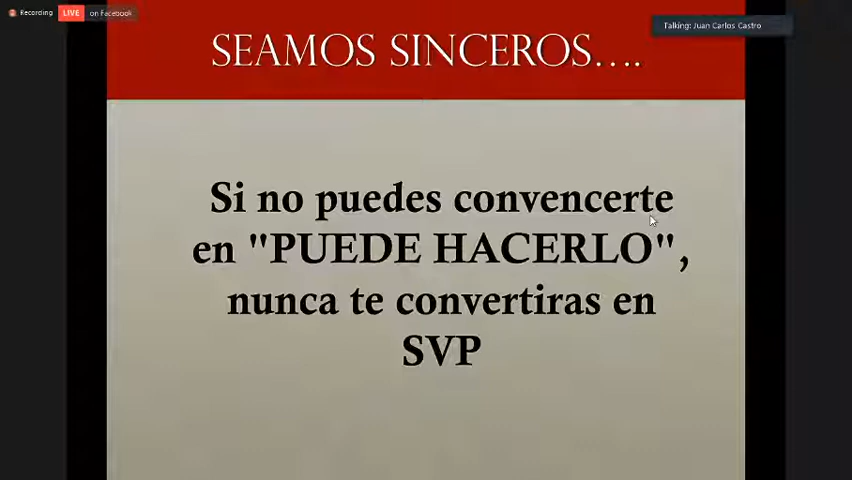 Recording LIVE on Facebook
Talking: Juan Carlos Castro
SEAMOS SINCEROS....
Si no puedes convencerte
en "PUEDE HACERLO",
nunca te convertiras en
SVP